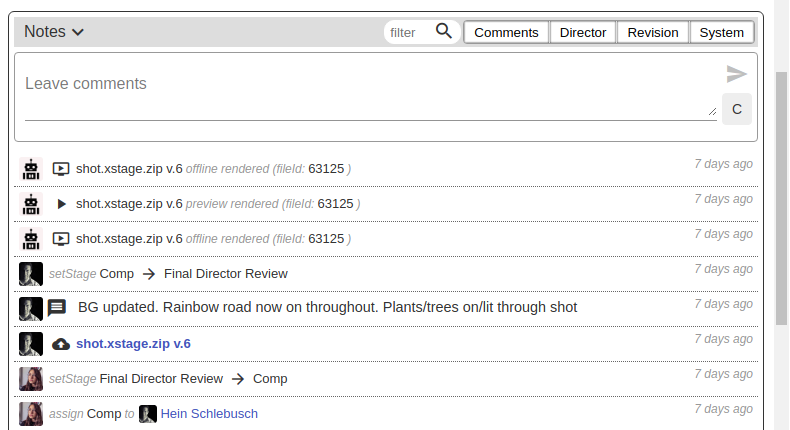 Notes filter Comments Director Revision System
Leave comments
C
shot.xstage.zip v.6 offline rendered (fileId: 63125 ) 7 days ago
shot.xstage.zip v.6 preview rendered (fileId: 63125 ) 7 days ago
shot.xstage.zip v.6 offline rendered (fileId: 63125 ) 7 days ago
setStage Comp → Final Director Review 7 days ago
BG updated. Rainbow road now on throughout. Plants/trees on/lit through shot 7 days ago
shot.xstage.zip v.6 7 days ago
setStage Final Director Review → Comp 7 days ago
assign Comp to Hein Schlebusch 7 days ago